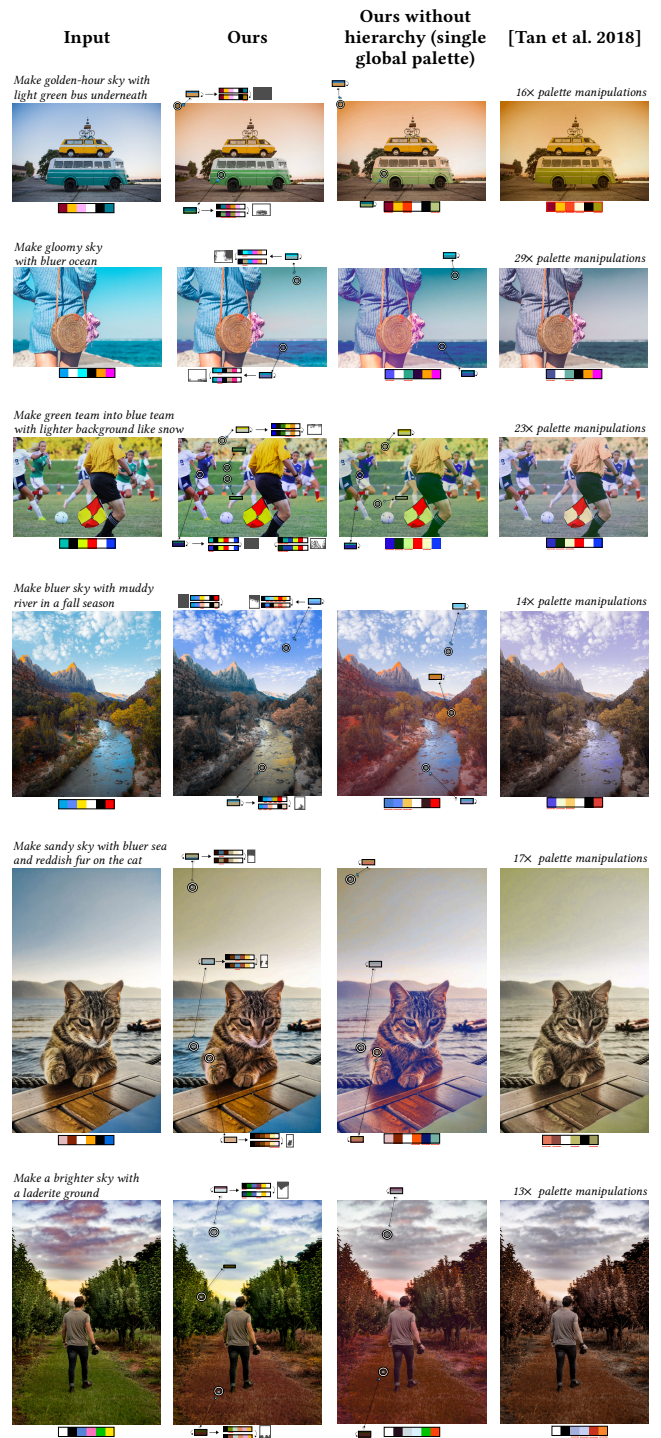 Input
Ours
Ours without
hierarchy (single
global palette)
[Tan et al. 2018]
Make golden-hour sky with
light green bus underneath
16× palette manipulations
Make gloomy sky
with bluer ocean
29× palette manipulations
Make green team into blue team
with lighter background like snow
23× palette manipulations
Make bluer sky with muddy
river in a fall season
14× palette manipulations
Make sandy sky with bluer sea
and reddish fur on the cat
17× palette manipulations
Make a brighter sky with
a laderite ground
13× palette manipulations